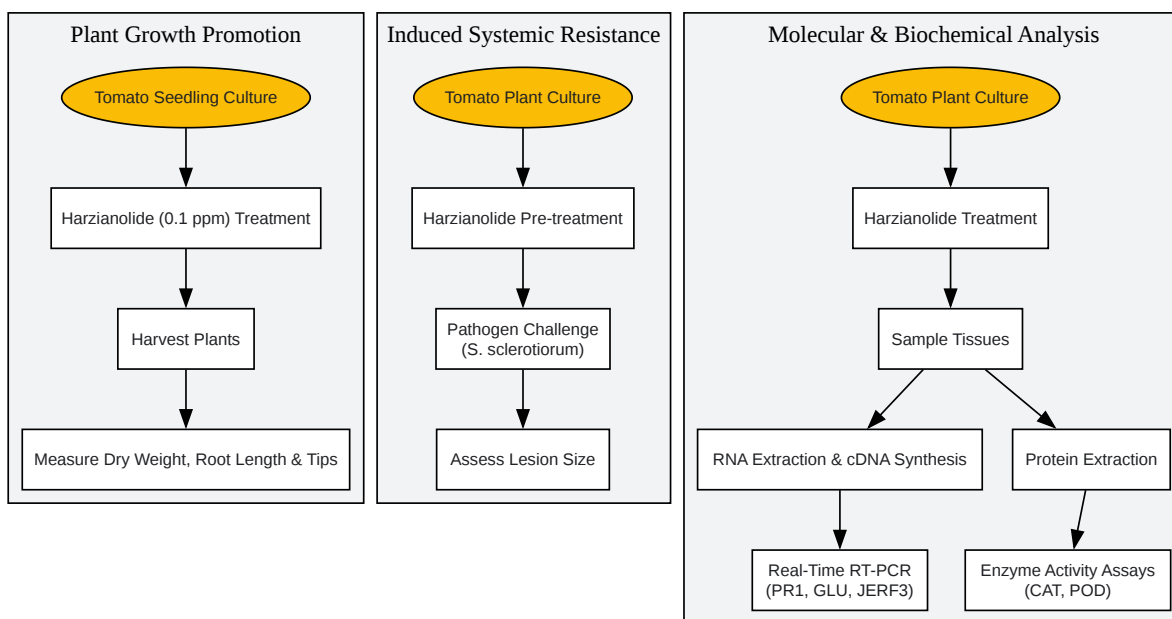 Plant Growth Promotion
Tomato Seedling Culture
Harzianolide (0.1 ppm) Treatment
Harvest Plants
Measure Dry Weight, Root Length & Tips
Induced Systemic Resistance
Tomato Plant Culture
Harzianolide Pre-treatment
Pathogen Challenge
(S. sclerotiorum)
Assess Lesion Size
Molecular & Biochemical Analysis
Tomato Plant Culture
Harzianolide Treatment
Sample Tissues
RNA Extraction & cDNA Synthesis
Protein Extraction
Real-Time RT-PCR
(PR1, GLU, JERF3)
Enzyme Activity Assays
(CAT, POD)